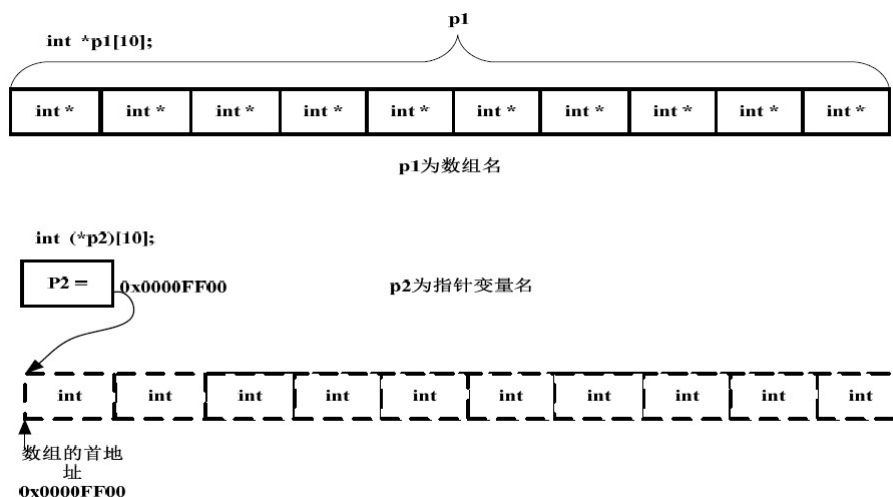 p1
int *p1[10];
int * int * int * int * int * int * int * int * int * int *
p1为数组名
int (*p2)[10];
P2 = 0x0000FF00 p2为指针变量名
int int int int int int int int int int
数组的首地
址
0x0000FF00